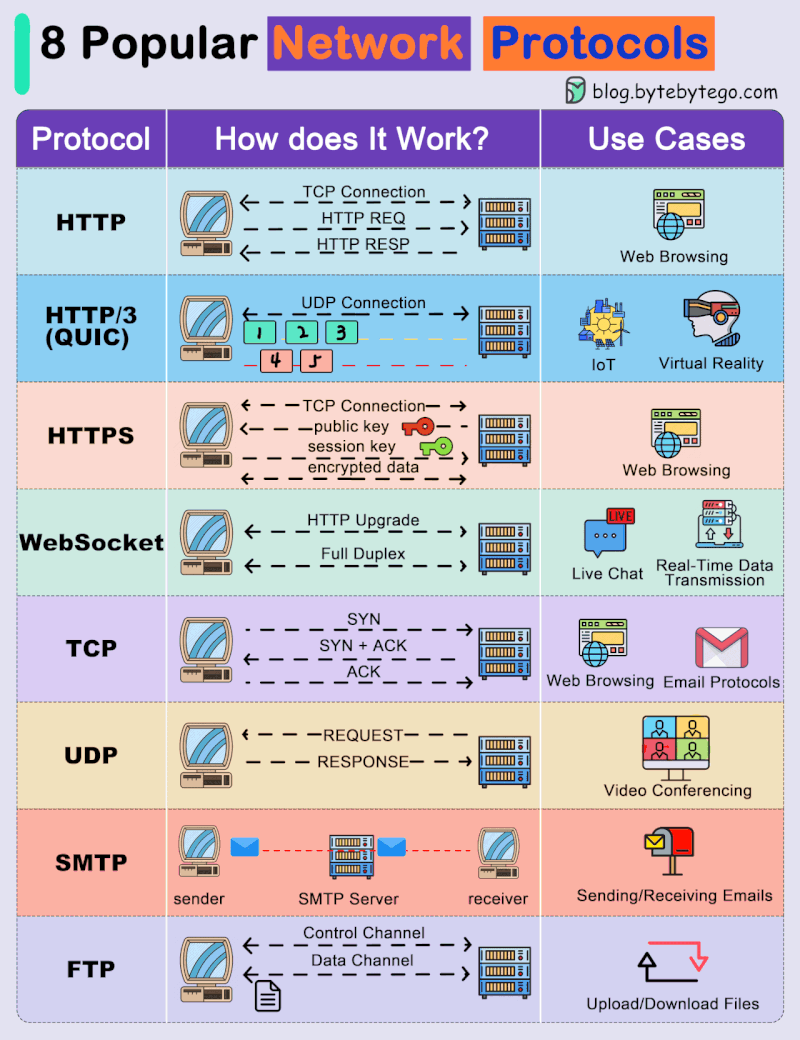 8 Popular Network Protocols
blog.bytebytego.com
Protocol
How does It Work?
Use Cases
HTTP
TCP Connection
HTTP REQ
HTTP RESP
Web Browsing
HTTP/3
(QUIC)
UDP Connection
1 2 3
4 5
IoT
Virtual Reality
HTTPS
TCP Connection
public key
session key
encrypted data
Web Browsing
WebSocket
HTTP Upgrade
Full Duplex
LIVE
Live Chat
Real-Time Data
Transmission
TCP
SYN
SYN + ACK
ACK
Web Browsing
Email Protocols
UDP
REQUEST
RESPONSE
Video Conferencing
SMTP
sender
SMTP Server
receiver
Sending/Receiving Emails
FTP
Control Channel
Data Channel
Upload/Download Files